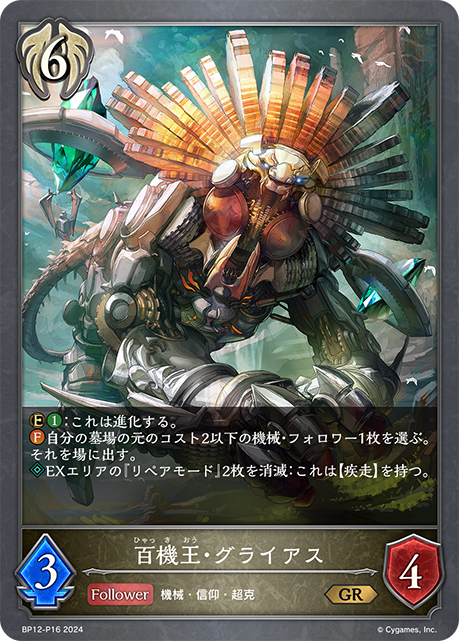 6
E 1:これは進化する。
F 自分の墓場の元のコスト2以下の機械・フォロワー1枚を選ぶ。
それを場に出す。
EXエリアの『リペアモード』2枚を消滅:これは【疾走】を持つ。
ひゃっ き おう
百機王・グライアス
3
Follower 機械・信仰・超克
GR
4
BP12-P16 2024
© Cygames, Inc.